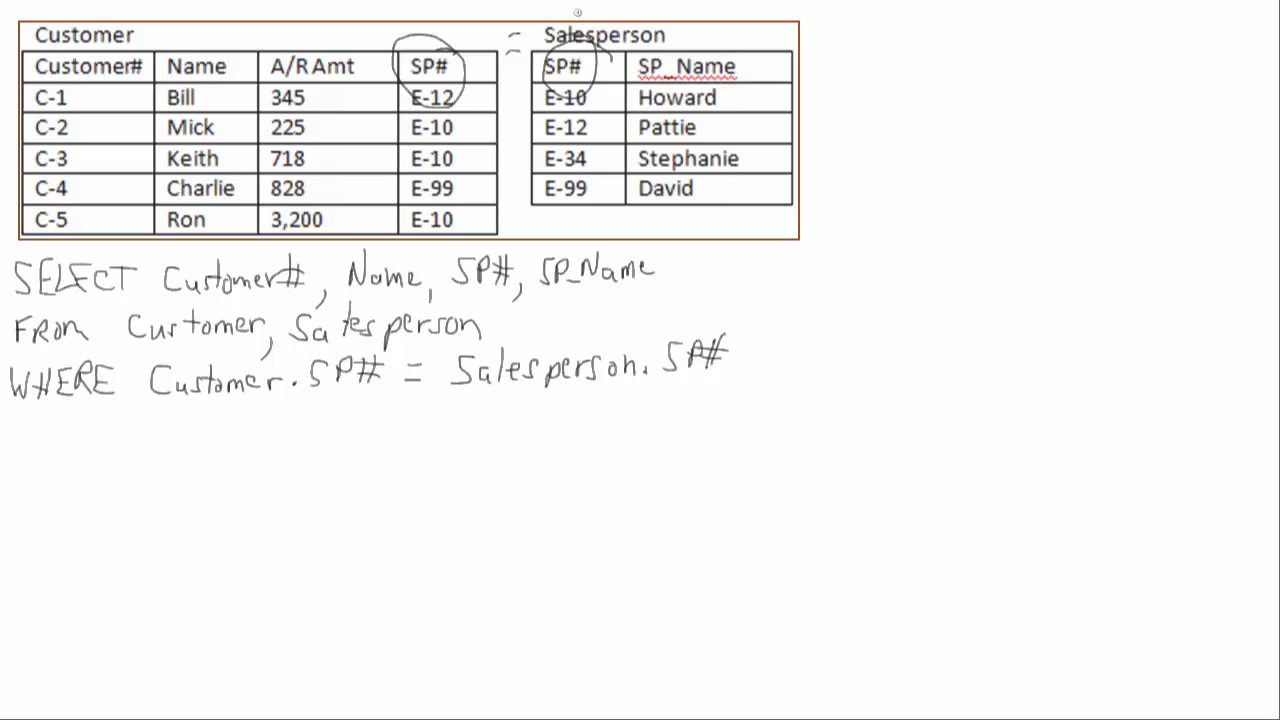 Customer = Salesperson
Customer# Name A/R Amt SP# SP# SP_Name
C-1 Bill 345 E-12 E-10 Howard
C-2 Mick 225 E-10 E-12 Pattie
C-3 Keith 718 E-10 E-34 Stephanie
C-4 Charlie 828 E-99 E-99 David
C-5 Ron 3,200 E-10
SELECT Customer#, Name, SP#, SP_Name
FROM Customer, Salesperson
WHERE Customer.SP# = Salesperson.SP#